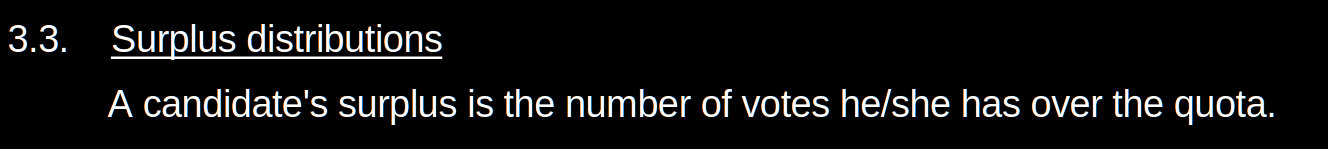 3.3. Surplus distributions
A candidate's surplus is the number of votes he/she has over the quota.